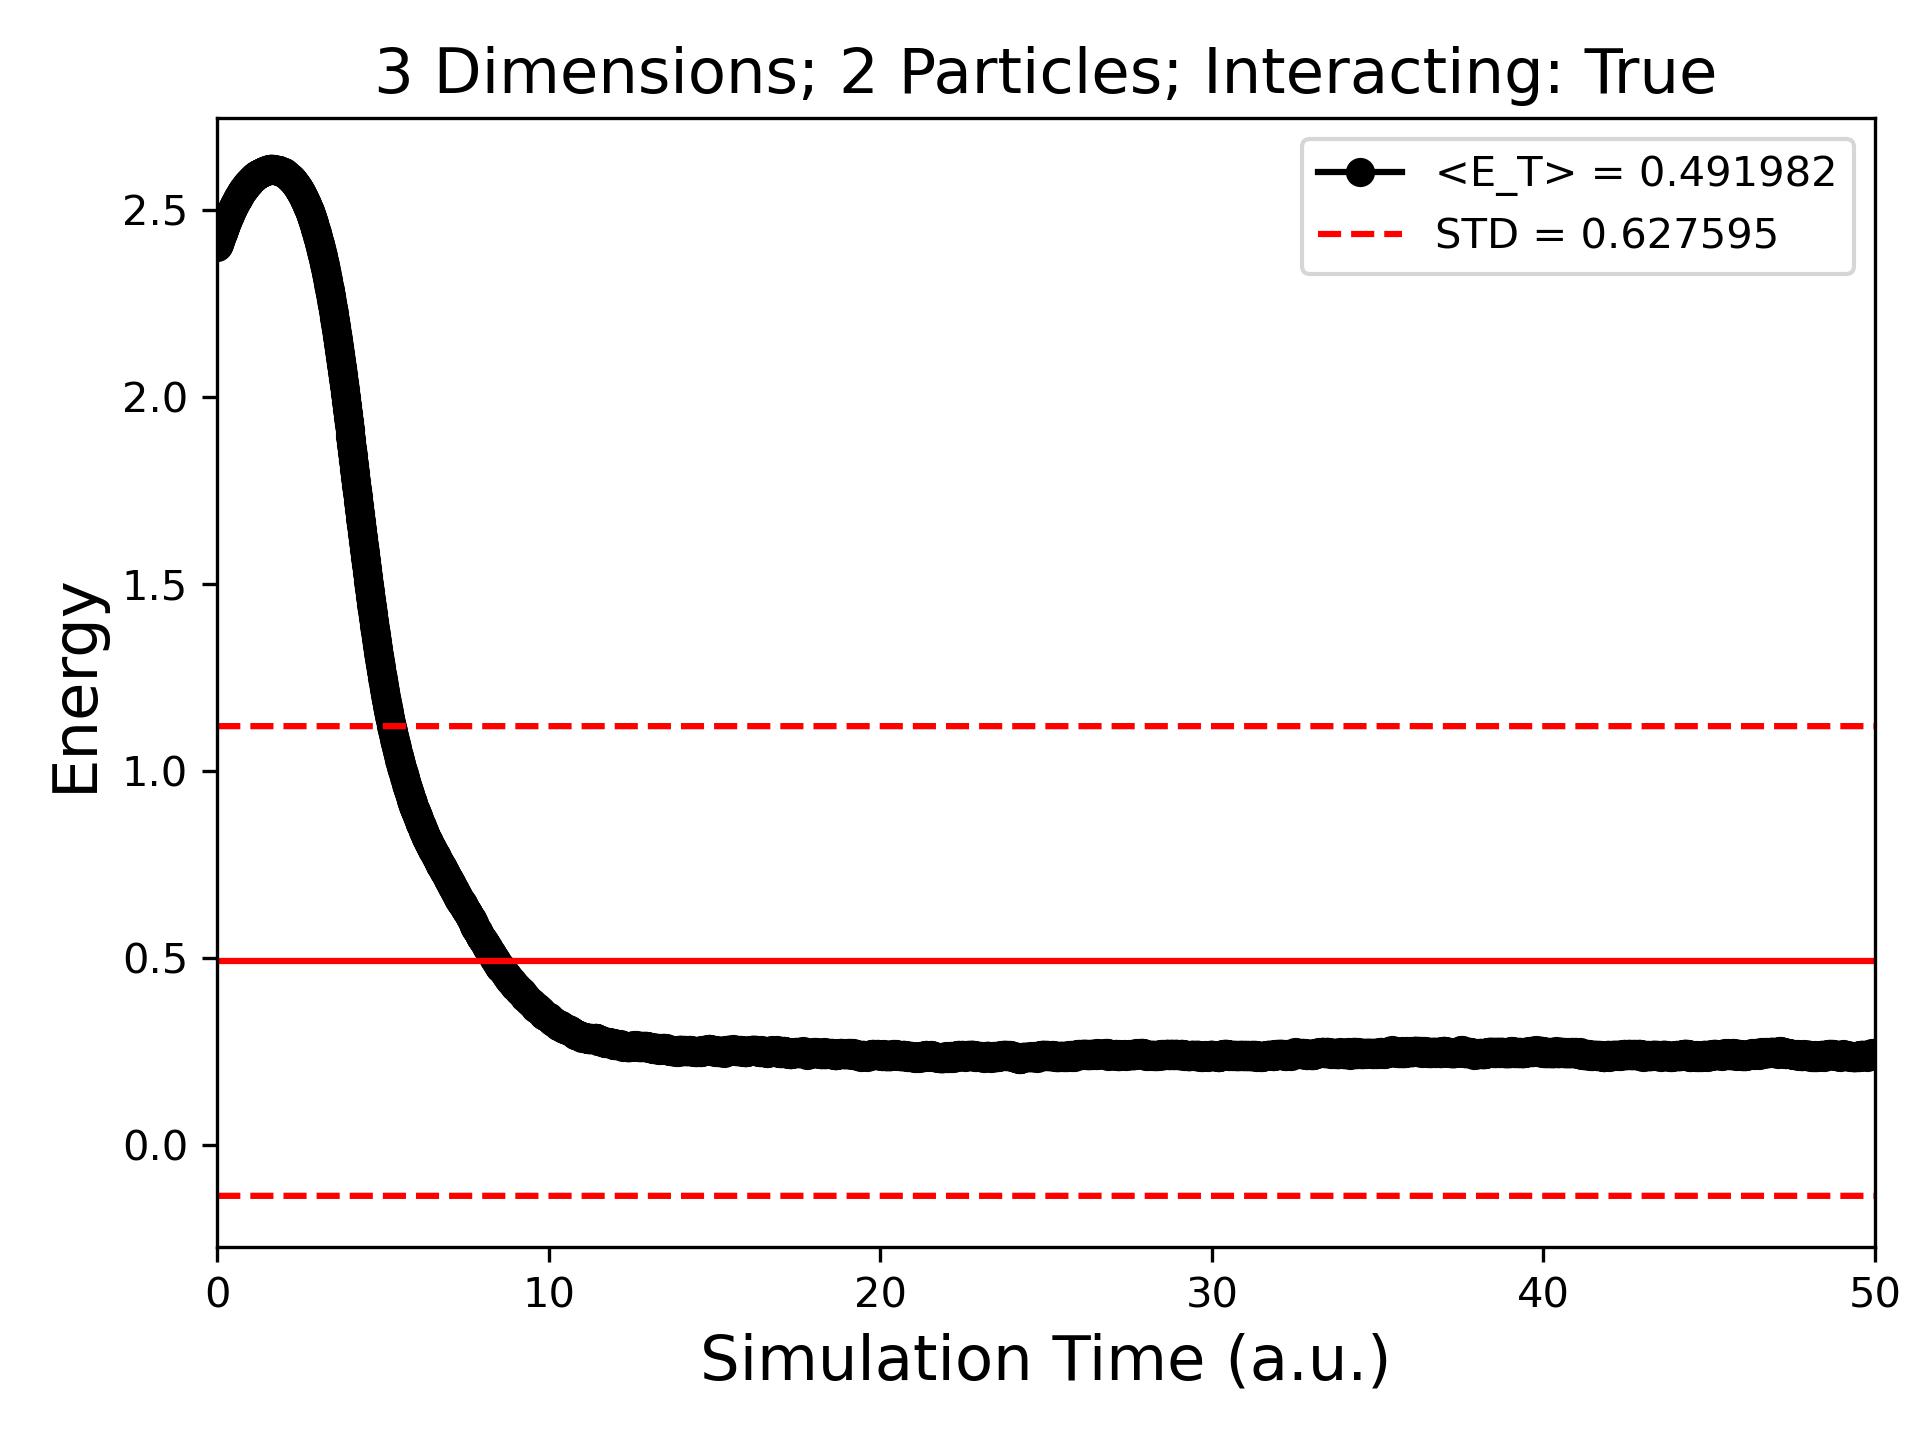 3 Dimensions; 2 Particles; Interacting: True
<E_T> = 0.491982
STD = 0.627595
Energy
2.5
2.0
1.5
1.0
0.5
0.0
0 10 20 30 40 50
Simulation Time (a.u.)